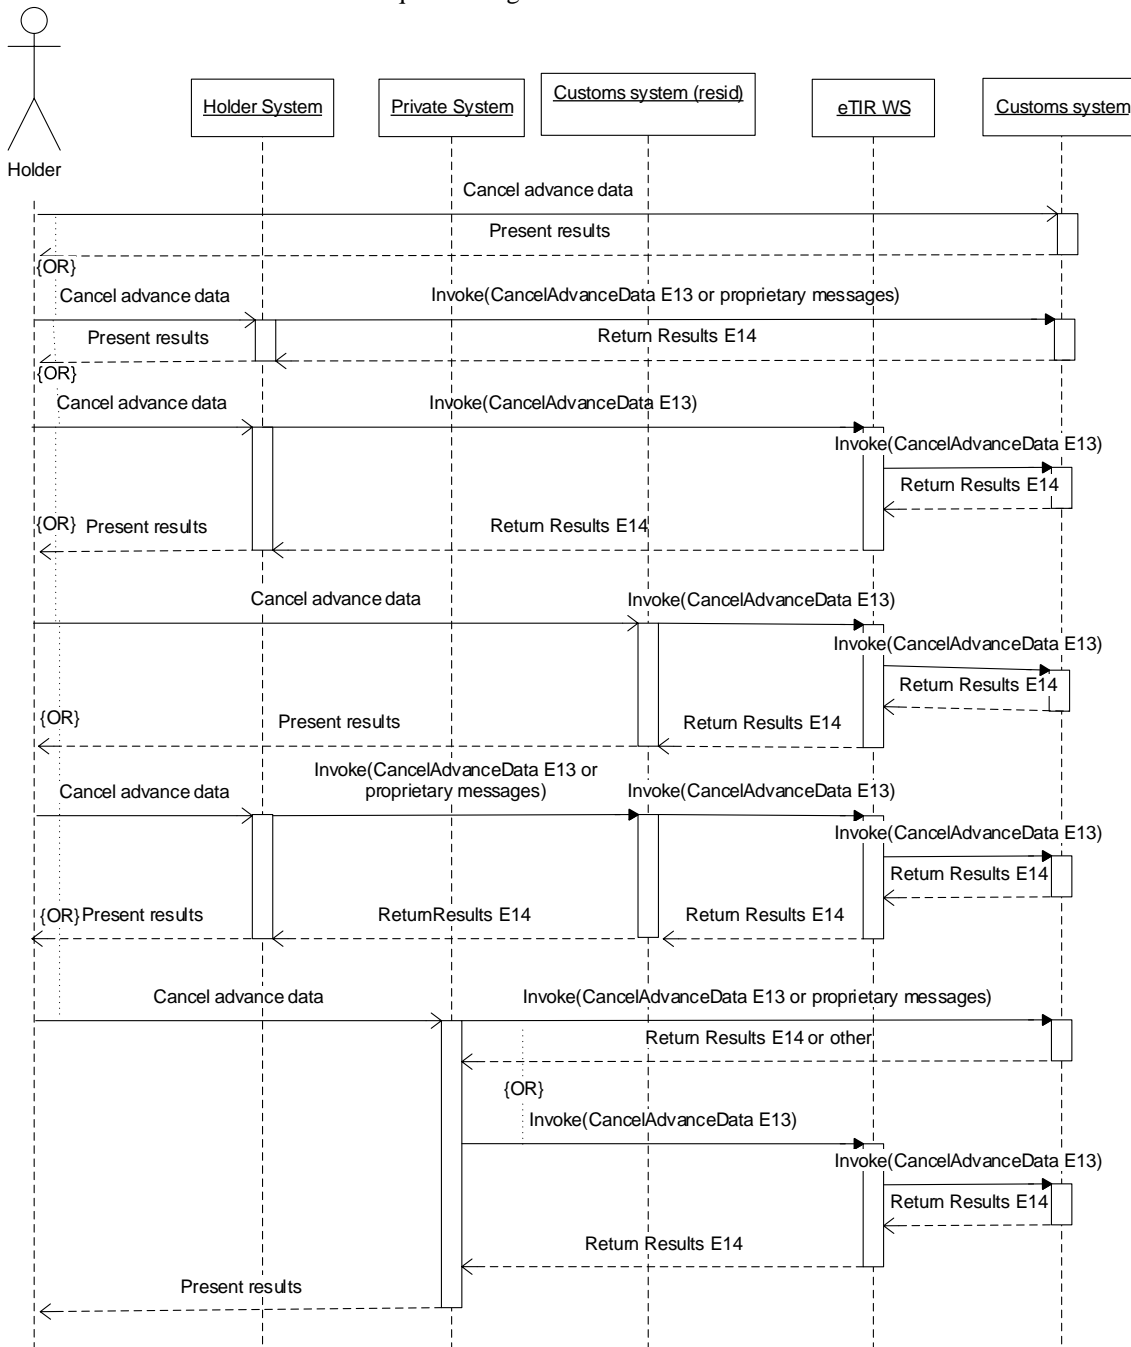 Holder System
Private System
Customs system (resid)
eTIR WS
Customs system
Holder
Cancel advance data
Present results
{OR}
Cancel advance data
Invoke(CancelAdvanceData E13 or proprietary messages)
Present results
Return Results E14
{OR}
Cancel advance data
Invoke(CancelAdvanceData E13)
Invoke(CancelAdvanceData E13)
Return Results E14
{OR}
Present results
Return Results E14
Cancel advance data
Invoke(CancelAdvanceData E13)
Invoke(CancelAdvanceData E13)
Return Results E14
{OR}
Present results
Return Results E14
Invoke(CancelAdvanceData E13 or
proprietary messages)
Cancel advance data
Invoke(CancelAdvanceData E13)
Invoke(CancelAdvanceData E13)
Return Results E14
{OR}
Present results
ReturnResults E14
Return Results E14
Cancel advance data
Invoke(CancelAdvanceData E13 or proprietary messages)
Return Results E14 or other
{OR}
Invoke(CancelAdvanceData E13)
Invoke(CancelAdvanceData E13)
Return Results E14
Return Results E14
Present results